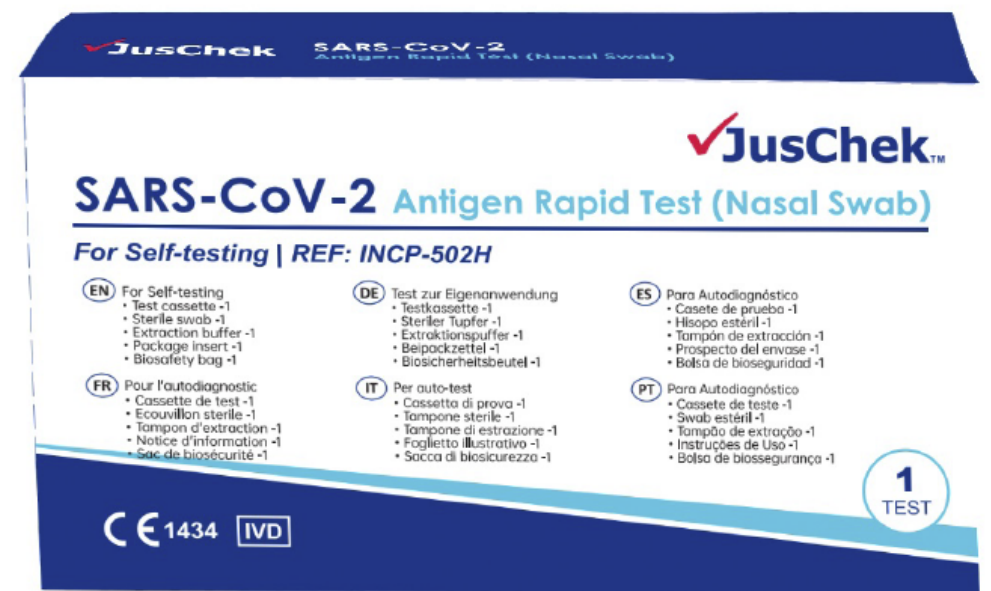 JusChek SARS-CoV-2
Antigen Rapid Test (Nasal Swab)
JusChek™
SARS-CoV-2 Antigen Rapid Test (Nasal Swab)
For Self-testing | REF: INCP-502H
EN For Self-testing
• Test cassette -1
• Sterile swab -1
• Extraction buffer -1
• Package insert -1
• Biosafety bag -1
DE Test zur Eigenanwendung
• Testkassette -1
• Steriler Tupfer -1
• Extraktionspuffer -1
• Beipackzettel -1
• Biosicherheitsbeutel -1
ES Para Autodiagnóstico
• Casete de prueba -1
• Hisopo estéril -1
• Tampón de extracción -1
• Prospecto del envase -1
• Bolsa de bioseguridad -1
FR Pour l'autodiagnostic
• Cassette de test -1
• Ecouvillon sterile -1
• Tampon d'extraction -1
• Notice d'information -1
• Sac de biosécurité -1
IT Per auto-test
• Cassetta di prova -1
• Tampone sterile -1
• Tampone di estrazione -1
• Foglietto Illustrativo -1
• Sacca di biosicurezza -1
PT Para Autodiagnóstico
• Cassete de teste -1
• Swab estéril -1
• Tampão de extração -1
• Instruções de Uso -1
• Bolsa de biossegurança -1
1
TEST
CE 1434 IVD